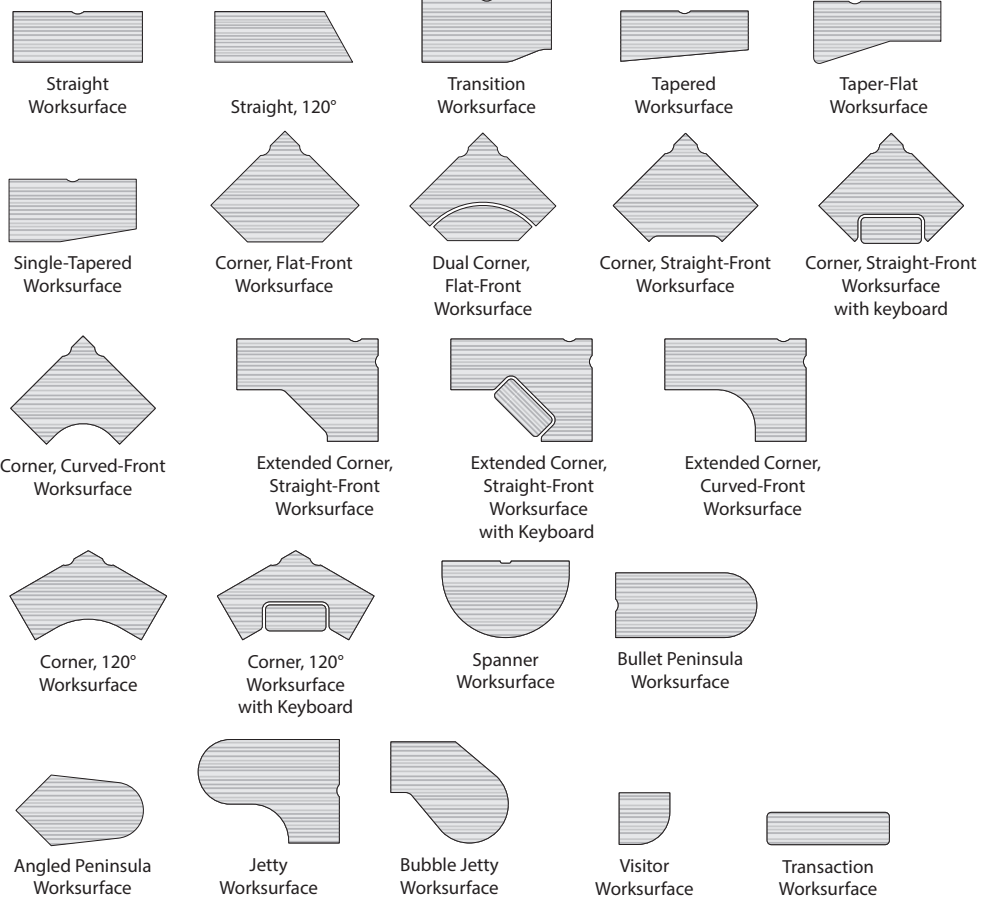 Straight
Worksurface
Straight, 120°
Transition
Worksurface
Tapered
Worksurface
Taper-Flat
Worksurface
Single-Tapered
Worksurface
Corner, Flat-Front
Worksurface
Dual Corner,
Flat-Front
Worksurface
Corner, Straight-Front
Worksurface
Corner, Straight-Front
Worksurface
with keyboard
Corner, Curved-Front
Worksurface
Extended Corner,
Straight-Front
Worksurface
Extended Corner,
Straight-Front
Worksurface
with Keyboard
Extended Corner,
Curved-Front
Worksurface
Corner, 120°
Worksurface
Corner, 120°
Worksurface
with Keyboard
Spanner
Worksurface
Bullet Peninsula
Worksurface
Angled Peninsula
Worksurface
Jetty
Worksurface
Bubble Jetty
Worksurface
Visitor
Worksurface
Transaction
Worksurface